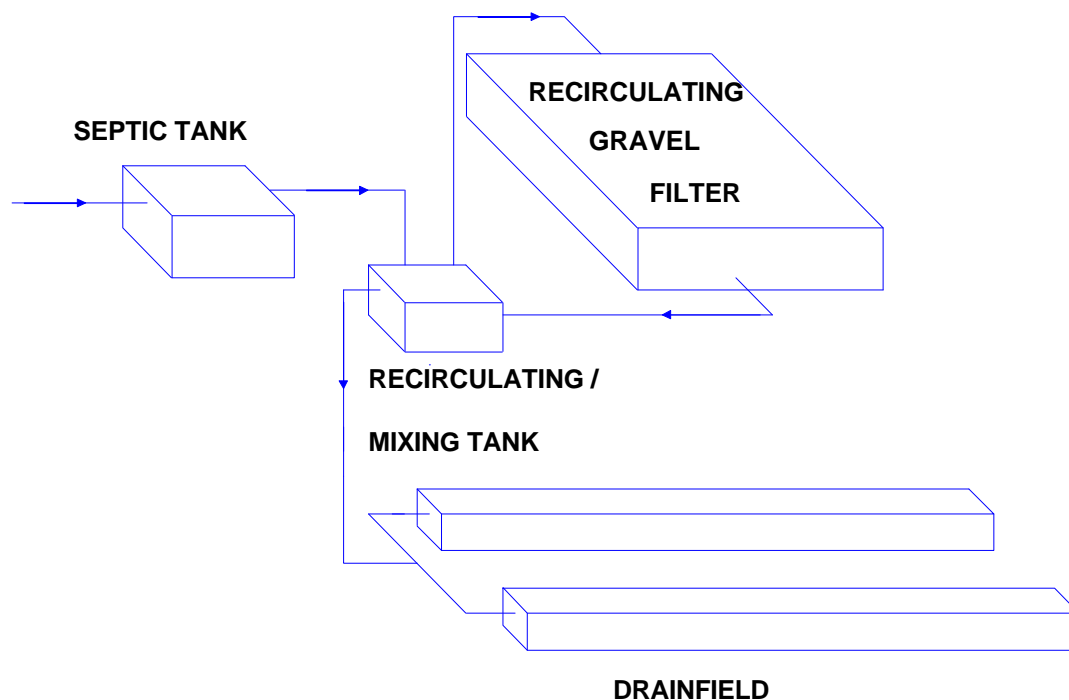 SEPTIC TANK
RECIRCULATING
GRAVEL
FILTER
RECIRCULATING /
MIXING TANK
DRAINFIELD